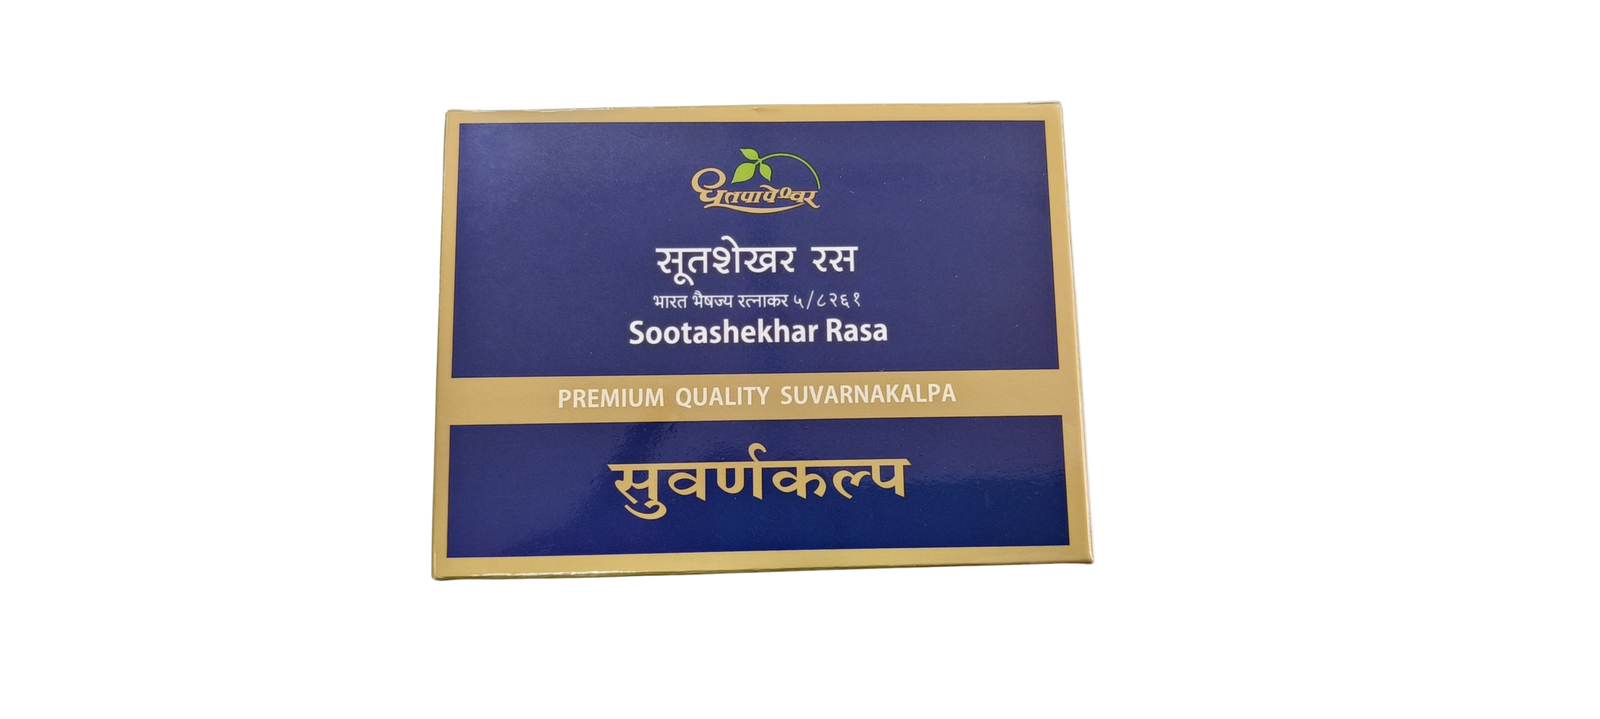 धूतपापेश्वर
सूतशेखर रस
भारत भैषज्य रत्नाकर ५/८२६१
Sootashekhar Rasa
PREMIUM QUALITY SUVARNAKALPA
सुवर्णकल्प